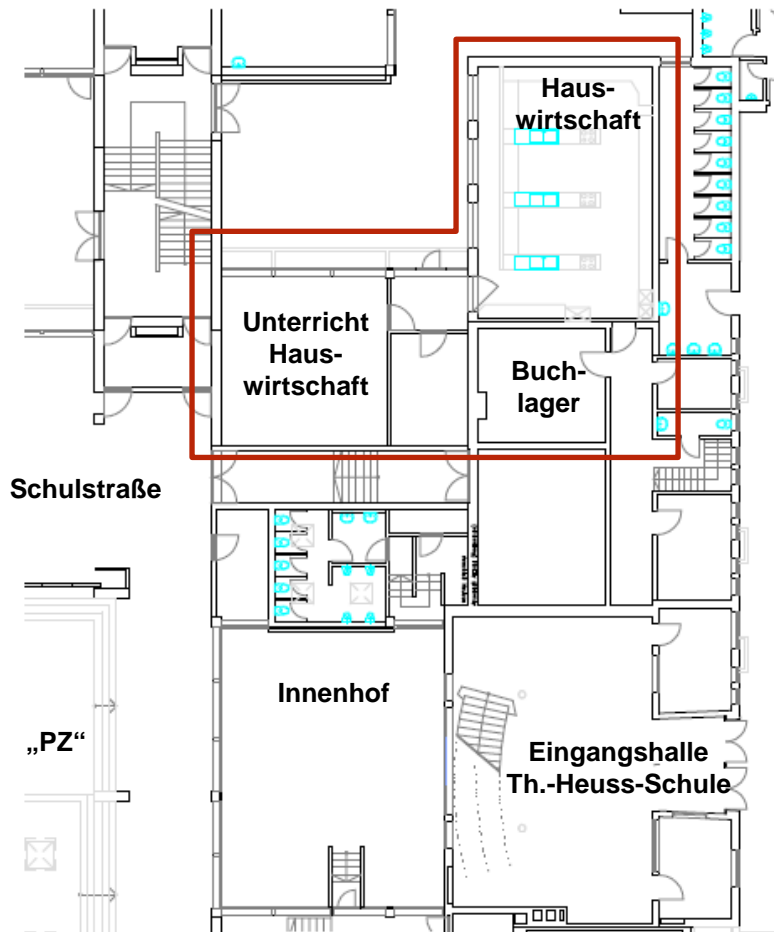 Haus-
wirtschaft
Unterricht
Haus-
wirtschaft
Buch-
lager
Schulstraße
Innenhof
„PZ“
Eingangshalle
Th.-Heuss-Schule